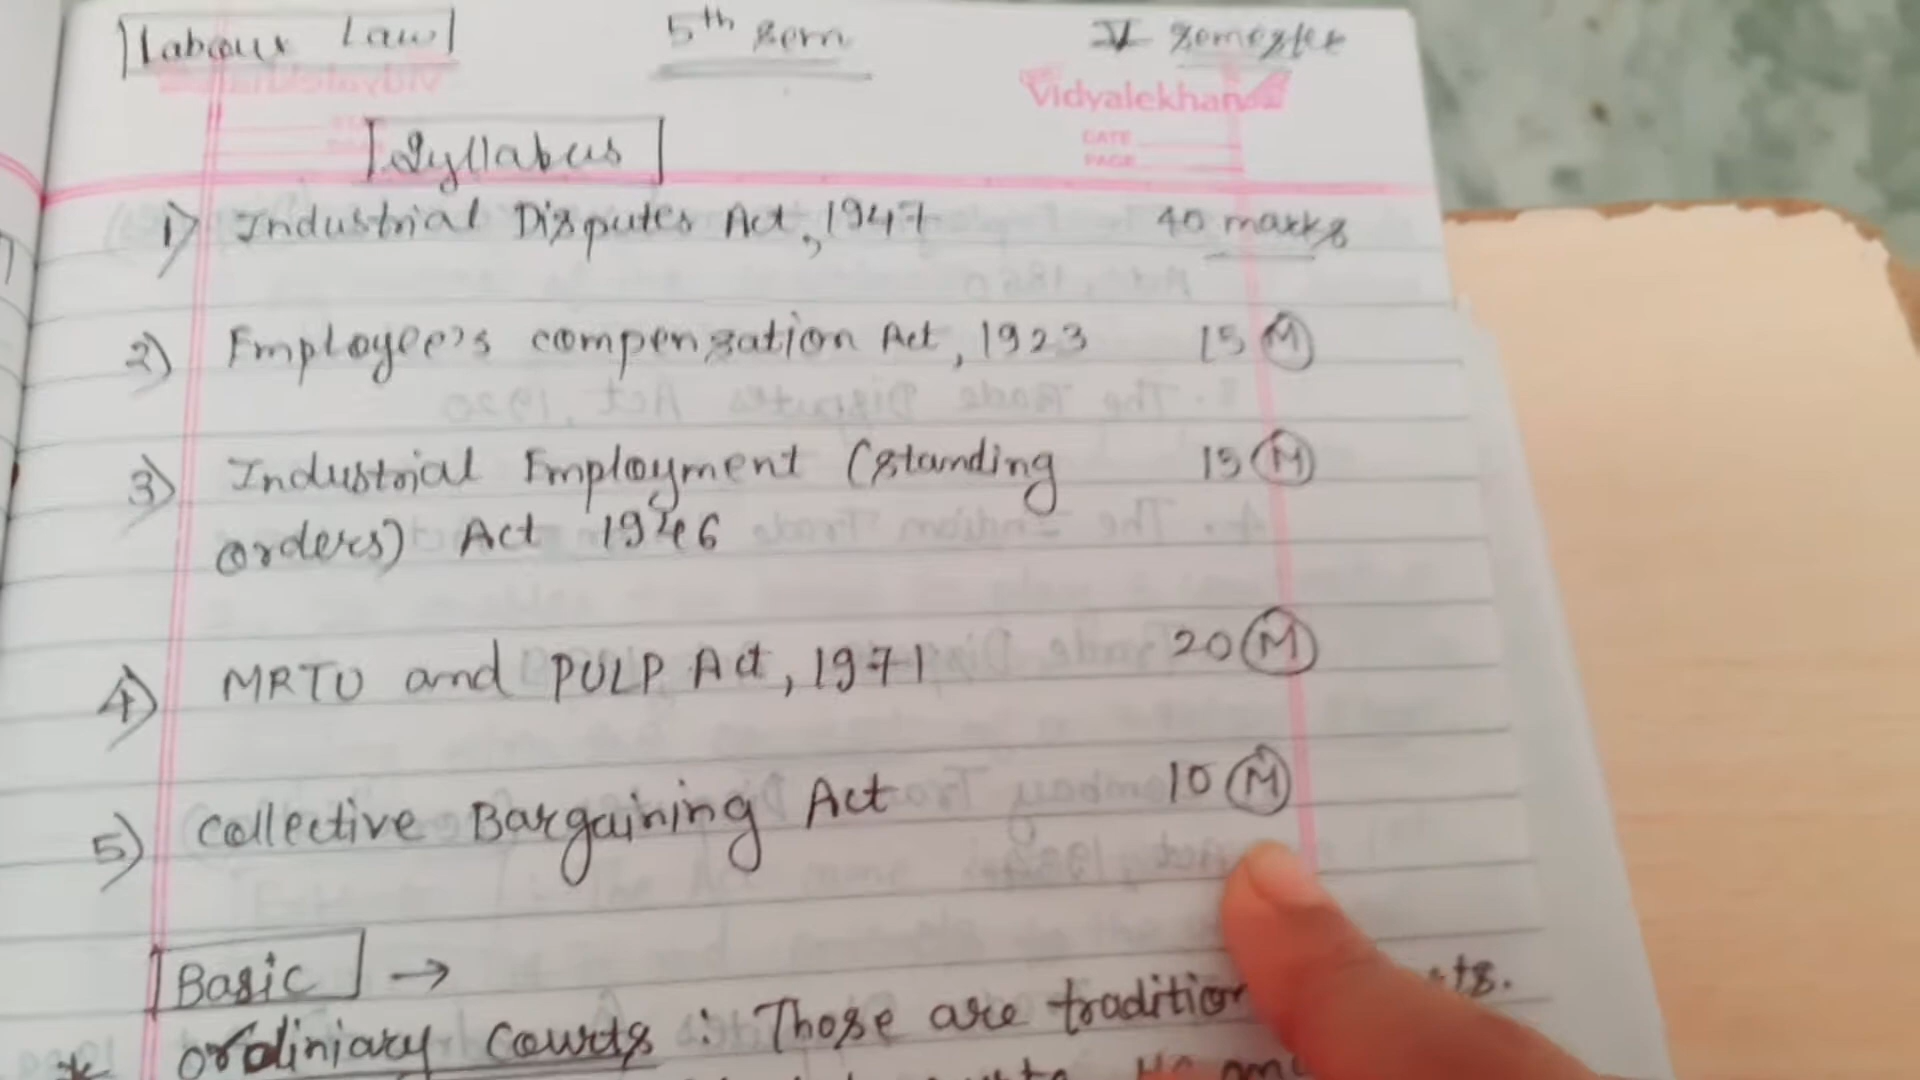 Labour Law 5th sem V semester
Vidyalekhan
DATE
PAGE
Syllabus
1) Industrial Disputes Act, 1947 40 marks
2) Employee's compensation Act, 1923 15 M
3) Industrial Employment (standing 15 M
orders) Act 1946
4) MRTU and PULP Act, 1971 20 M
5) Collective Bargaining Act 10 M
Basic →
* ordiniary Courts : Those are